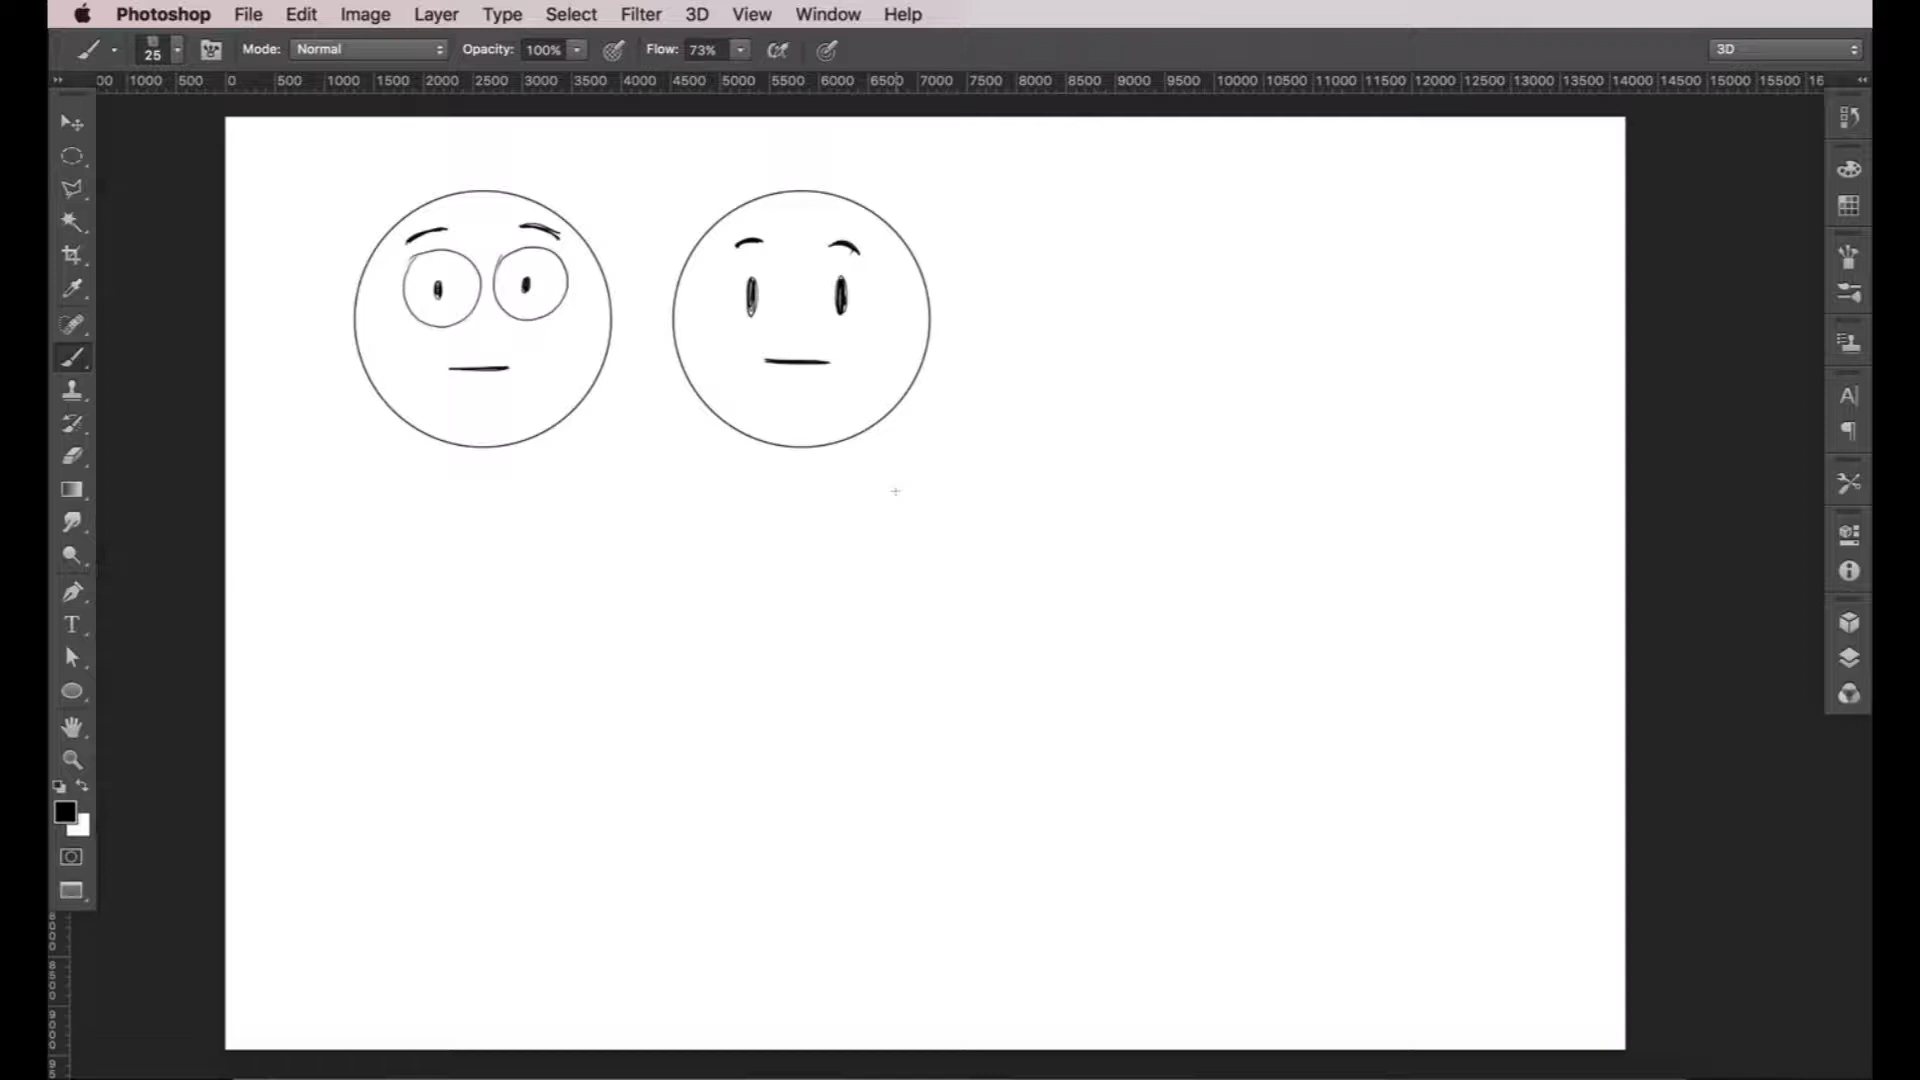 Photoshop File Edit Image Layer Type Select Filter 3D View Window Help
25 Mode: Normal Opacity: 100% Flow: 73% 3D
00 1000 500 0 500 1000 1500 2000 2500 3000 3500 4000 4500 5000 5500 6000 6500 7000 7500 8000 8500 9000 9500 10000 10500 11000 11500 12000 12500 13000 13500 14000 14500 15000 15500 16